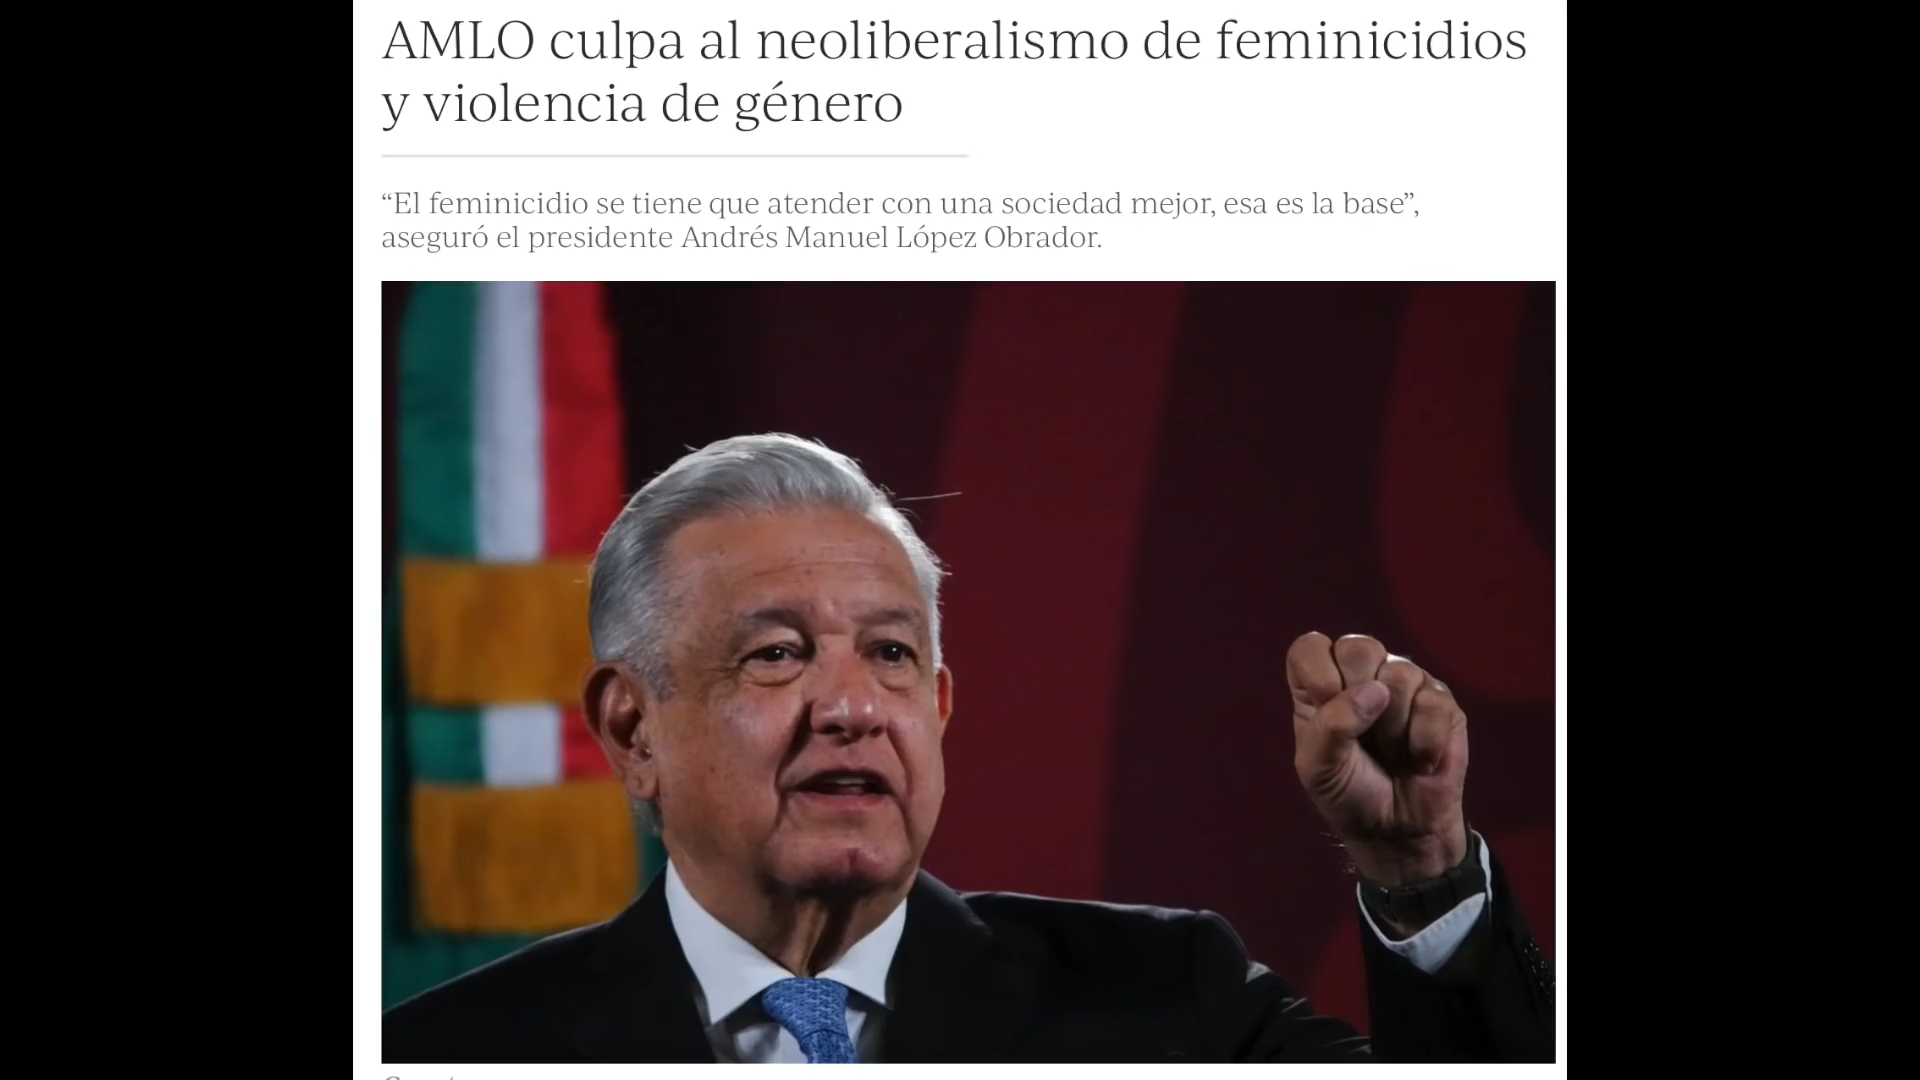 AMLO culpa al neoliberalismo de feminicidios
y violencia de género
“El feminicidio se tiene que atender con una sociedad mejor, esa es la base”,
aseguró el presidente Andrés Manuel López Obrador.